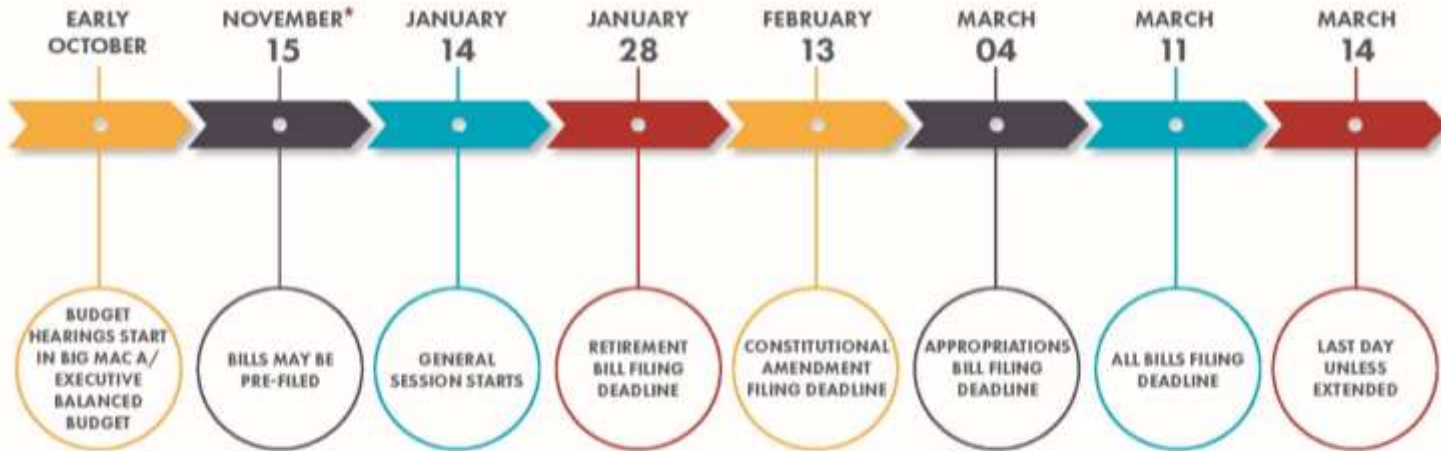 EARLY
OCTOBER
NOVEMBER*
15
JANUARY
14
JANUARY
28
FEBRUARY
13
MARCH
04
MARCH
11
MARCH
14
BUDGET
HEARINGS START
IN BIG MAC A/
EXECUTIVE
BALANCED
BUDGET
BILLS MAY BE
PRE-FILED
GENERAL
SESSION STARTS
RETIREMENT
BILL FILING
DEADLINE
CONSTITUTIONAL
AMENDMENT
FILING DEADLINE
APPROPRIATIONS
BILL FILING
DEADLINE
ALL BILLS FILING
DEADLINE
LAST DAY
UNLESS
EXTENDED